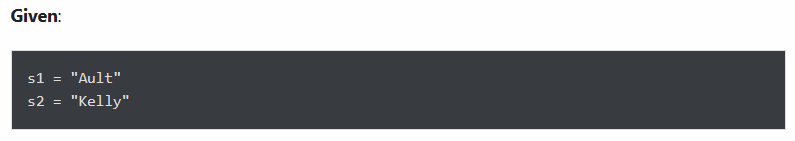 Given:
s1 = "Ault"
s2 = "Kelly"